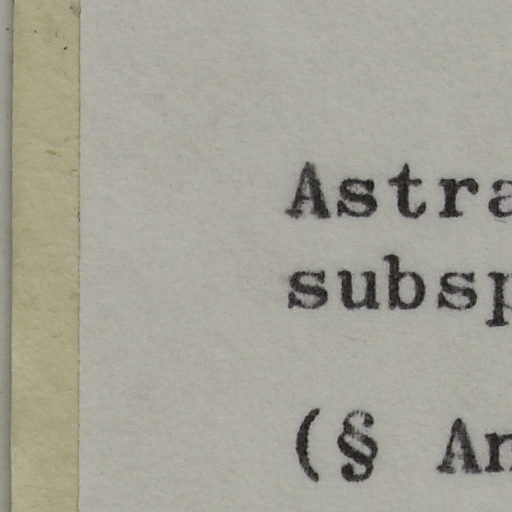 Astra
subsp
(§ An